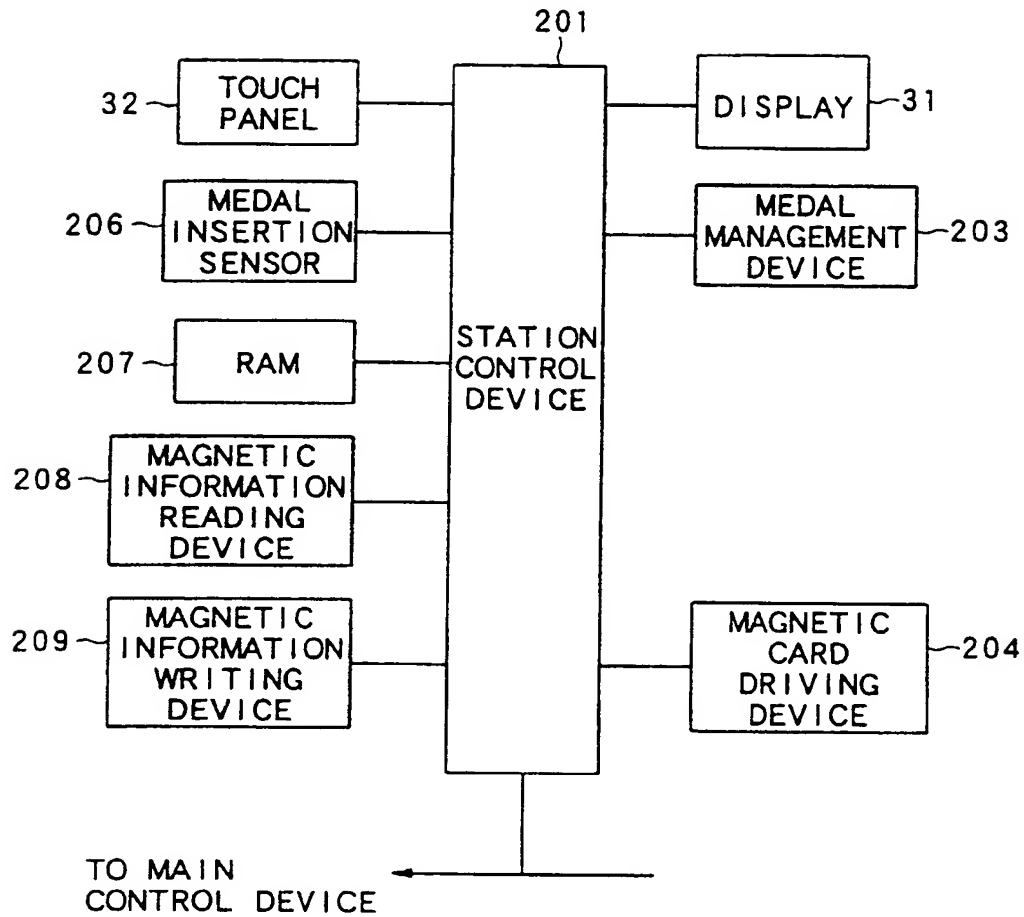 201
32
TOUCH
PANEL
DISPLAY
31
206
MEDAL
INSERTION
SENSOR
MEDAL
MANAGEMENT
DEVICE
203
207
RAM
STATION
CONTROL
DEVICE
208
MAGNETIC
INFORMATION
READING
DEVICE
209
MAGNETIC
INFORMATION
WRITING
DEVICE
MAGNETIC
CARD
DRIVING
DEVICE
204
TO MAIN
CONTROL DEVICE